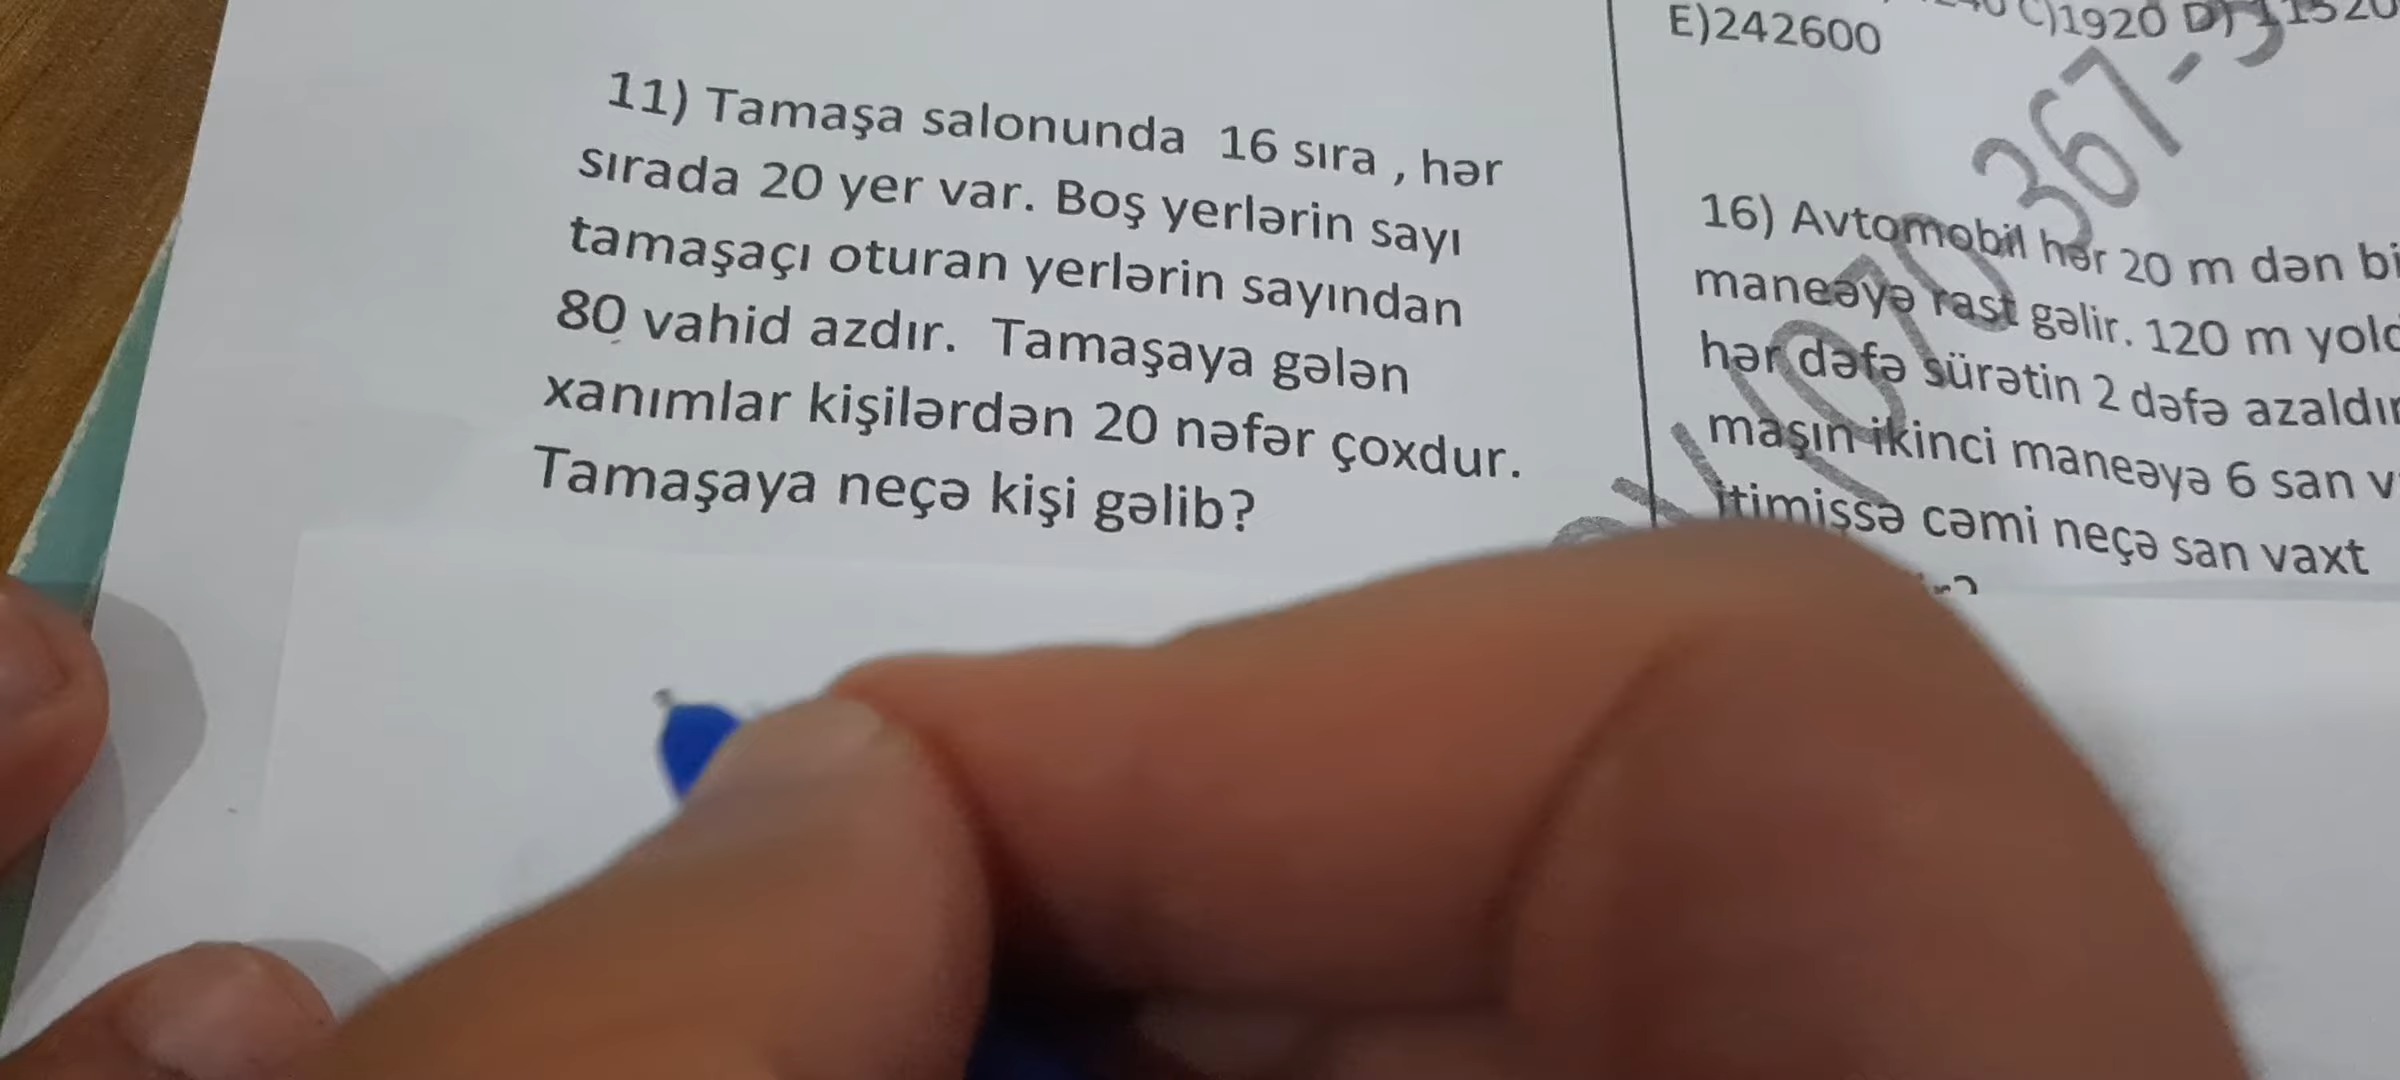 11) Tamaşa salonunda 16 sıra , hər
sırada 20 yer var. Boş yerlərin sayı
tamaşaçı oturan yerlərin sayından
80 vahid azdır. Tamaşaya gələn
xanımlar kişilərdən 20 nəfər çoxdur.
Tamaşaya neçə kişi gəlib?
C)1920 D)
E)242600
367-
16) Avtomobil hər 20 m dən
maneəyə rast gəlir. 120 m
hər dəfə sürətin 2 dəfə
maşın ikinci maneəyə 6 san
itimişsə cəmi neçə san vaxt